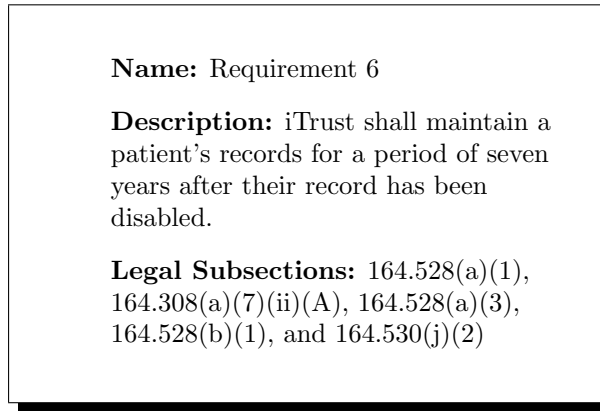 Name: Requirement 6
Description: iTrust shall maintain a
patient's records for a period of seven
years after their record has been
disabled.
Legal Subsections: 164.528(a)(1),
164.308(a)(7)(ii)(A), 164.528(a)(3),
164.528(b)(1), and 164.530(j)(2)